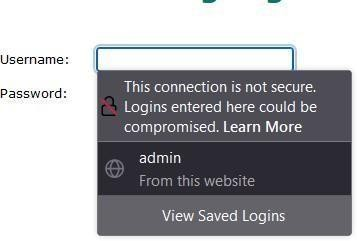 Username:
This connection is not secure.
Password:
Logins entered here could be
compromised. Learn More
admin
From this website
View Saved Logins